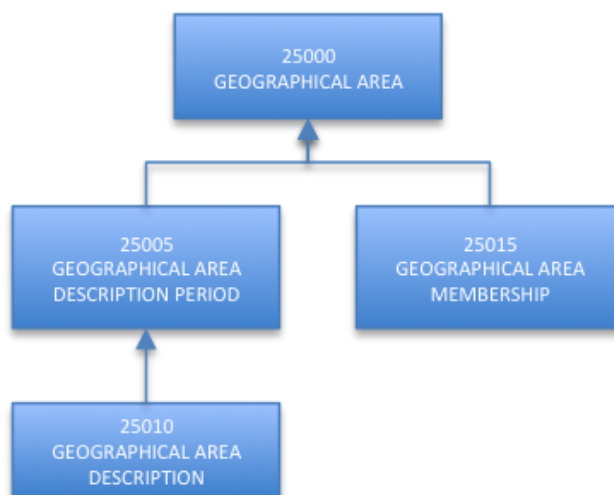 25000
GEOGRAPHICAL AREA
25005
GEOGRAPHICAL AREA
DESCRIPTION PERIOD
25015
GEOGRAPHICAL AREA
MEMBERSHIP
25010
GEOGRAPHICAL AREA
DESCRIPTION